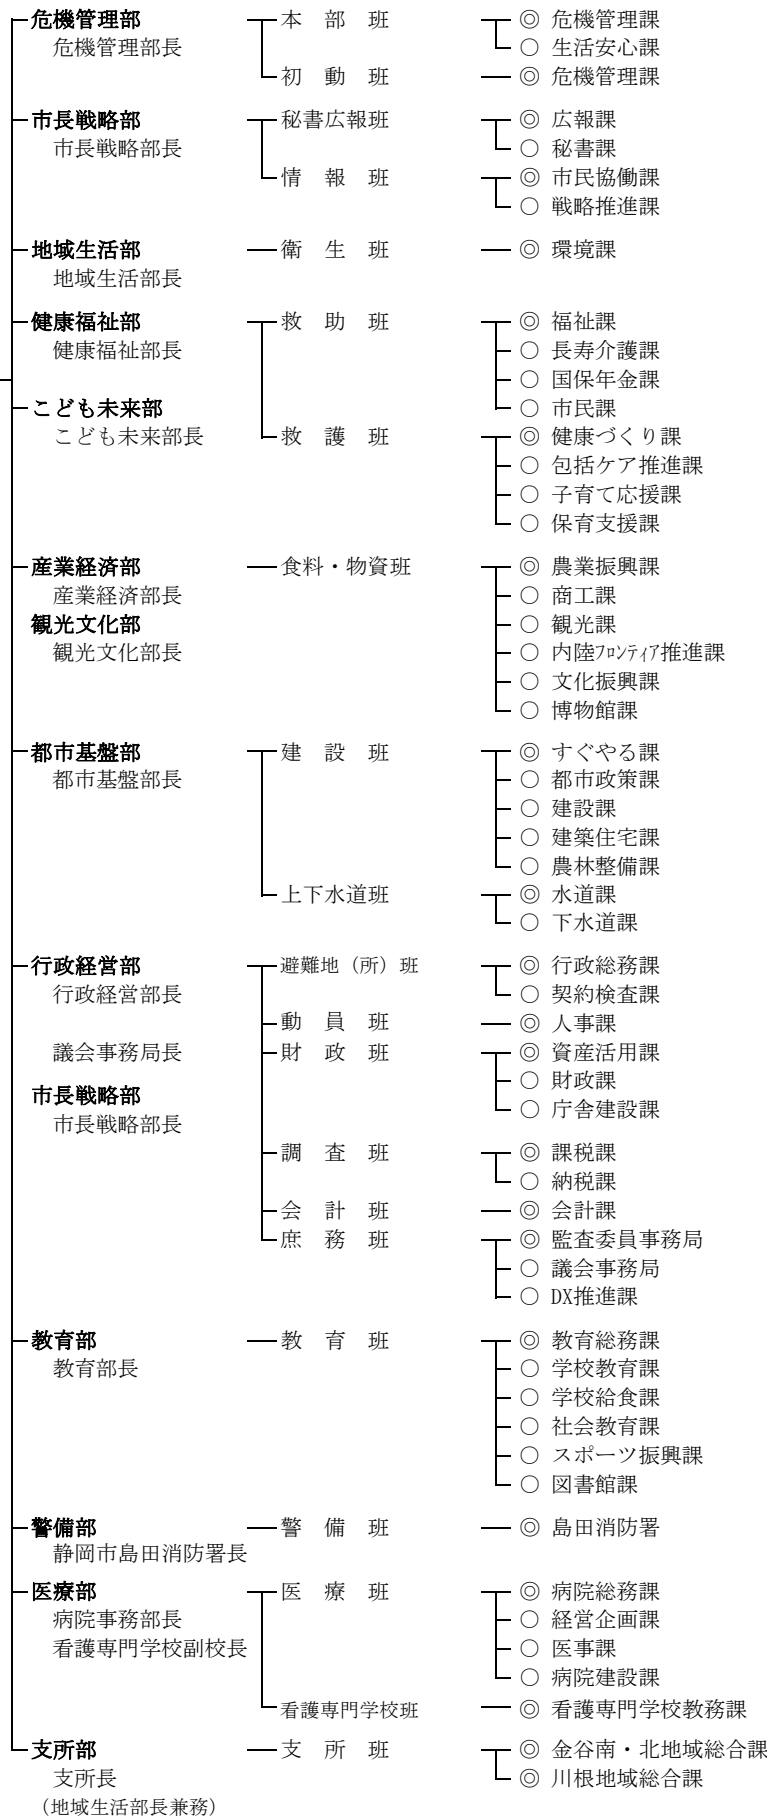 危機管理部 本部班 ◎ 危機管理課
危機管理部長 ○ 生活安心課
初動班 ◎ 危機管理課
市長戦略部 秘書広報班 ◎ 広報課
市長戦略部長 ○ 秘書課
情報班 ◎ 市民協働課
○ 戦略推進課
地域生活部 衛生班 ◎ 環境課
地域生活部長
健康福祉部 救助班 ◎ 福祉課
健康福祉部長 ○ 長寿介護課
○ 国保年金課
こども未来部 ○ 市民課
こども未来部長 救護班 ◎ 健康づくり課
○ 包括ケア推進課
○ 子育て応援課
○ 保育支援課
産業経済部 食料・物資班 ◎ 農業振興課
産業経済部長 ○ 商工課
観光文化部 ○ 観光課
観光文化部長 ○ 内陸フロンティア推進課
○ 文化振興課
○ 博物館課
都市基盤部 建設班 ◎ すぐやる課
都市基盤部長 ○ 都市政策課
○ 建設課
○ 建築住宅課
○ 農林整備課
上下水道班 ◎ 水道課
○ 下水道課
行政経営部 避難地（所）班 ◎ 行政総務課
行政経営部長 ○ 契約検査課
動員班 ◎ 人事課
議会事務局長 財政班 ◎ 資産活用課
○ 財政課
市長戦略部 ○ 庁舎建設課
市長戦略部長
調査班 ◎ 課税課
○ 納税課
会計班 ◎ 会計課
庶務班 ◎ 監査委員事務局
○ 議会事務局
○ DX推進課
教育部 教育班 ◎ 教育総務課
教育部長 ○ 学校教育課
○ 学校給食課
○ 社会教育課
○ スポーツ振興課
○ 図書館課
警備部 警備班 ◎ 島田消防署
静岡市島田消防署長
医療部 医療班 ◎ 病院総務課
病院事務部長 ○ 経営企画課
看護専門学校副校長 ○ 医事課
○ 病院建設課
看護専門学校班 ◎ 看護専門学校教務課
支所部 支所班 ◎ 金谷南・北地域総合課
支所長 ◎ 川根地域総合課
（地域生活部長兼務）